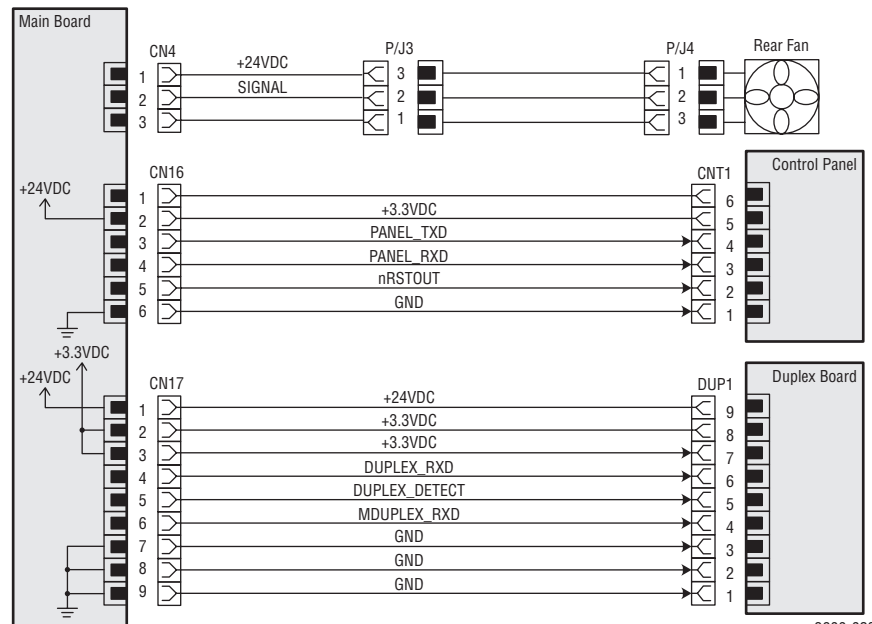 Main Board
CN4 P/J3 P/J4 Rear Fan
1 +24VDC 3 1
2 SIGNAL 2 2
3 1 3
CN16 CNT1 Control Panel
+24VDC
1 6
2 +3.3VDC 5
3 PANEL_TXD 4
4 PANEL_RXD 3
5 nRSTOUT 2
6 GND 1
+3.3VDC
+24VDC
CN17 DUP1 Duplex Board
1 +24VDC 9
2 +3.3VDC 8
3 +3.3VDC 7
4 DUPLEX_RXD 6
5 DUPLEX_DETECT 5
6 MDUPLEX_RXD 4
7 GND 3
8 GND 2
9 GND 1